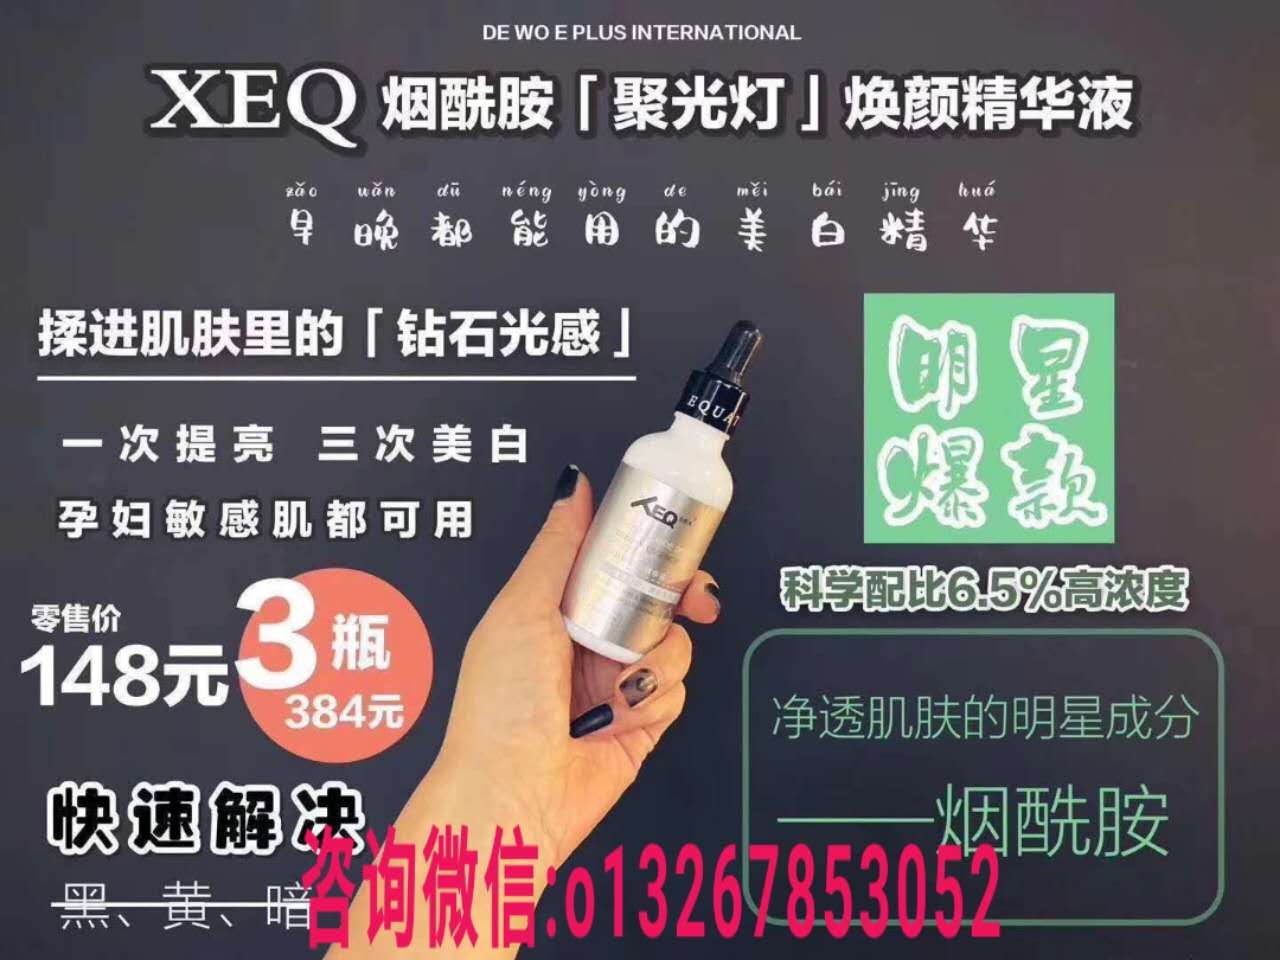 DE WO E PLUS INTERNATIONAL
XEQ 烟酰胺「聚光灯」焕颜精华液
zǎo wǎn dū néng yòng de měi bái jīng huá
早晚都能用的美白精华
揉进肌肤里的「钻石光感」
一次提亮 三次美白
孕妇敏感肌都可用
零售价
148元
3瓶
384元
快速解决
黑、黄、暗
EQUAT
XEQ
明星
爆款
科学配比6.5%高浓度
净透肌肤的明星成分
——烟酰胺
咨询微信:o13267853052